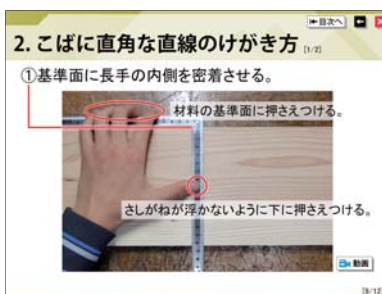 目次へ
2. こばに直角な直線のけがき方 [1/2]
①基準面に長手の内側を密着させる。
材料の基準面に押さえつける。
さしがねが浮かないように下に押さえつける。
動画
[9/12]